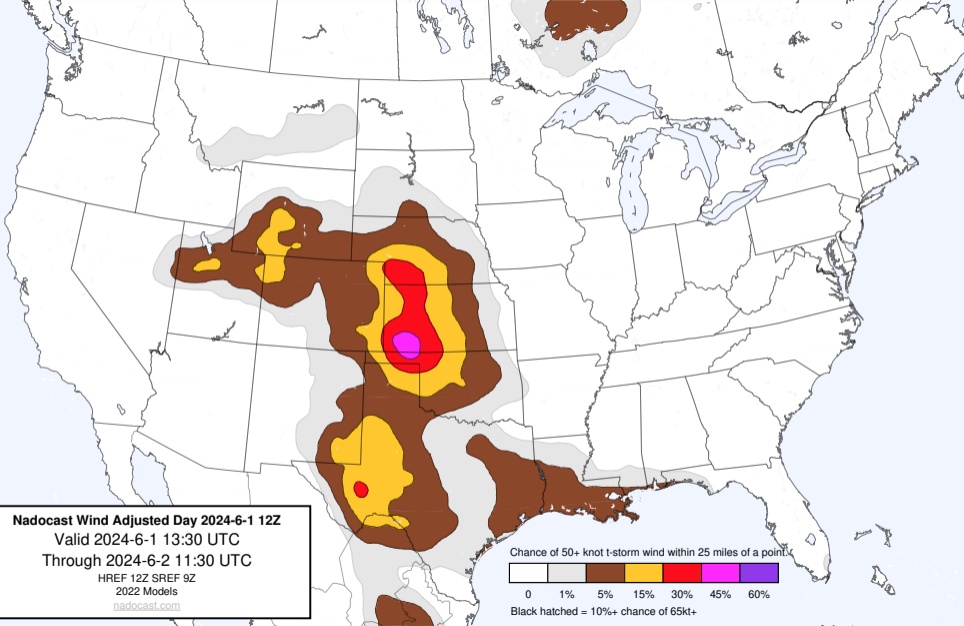 Nadocast Wind Adjusted Day 2024-6-1 12Z
Valid 2024-6-1 13:30 UTC
Through 2024-6-2 11:30 UTC
HREF 12Z SREF 9Z
2022 Models
nadocast.com
Chance of 50+ knot t-storm wind within 25 miles of a point.
0 1% 5% 15% 30% 45% 60%
Black hatched = 10%+ chance of 65kt+